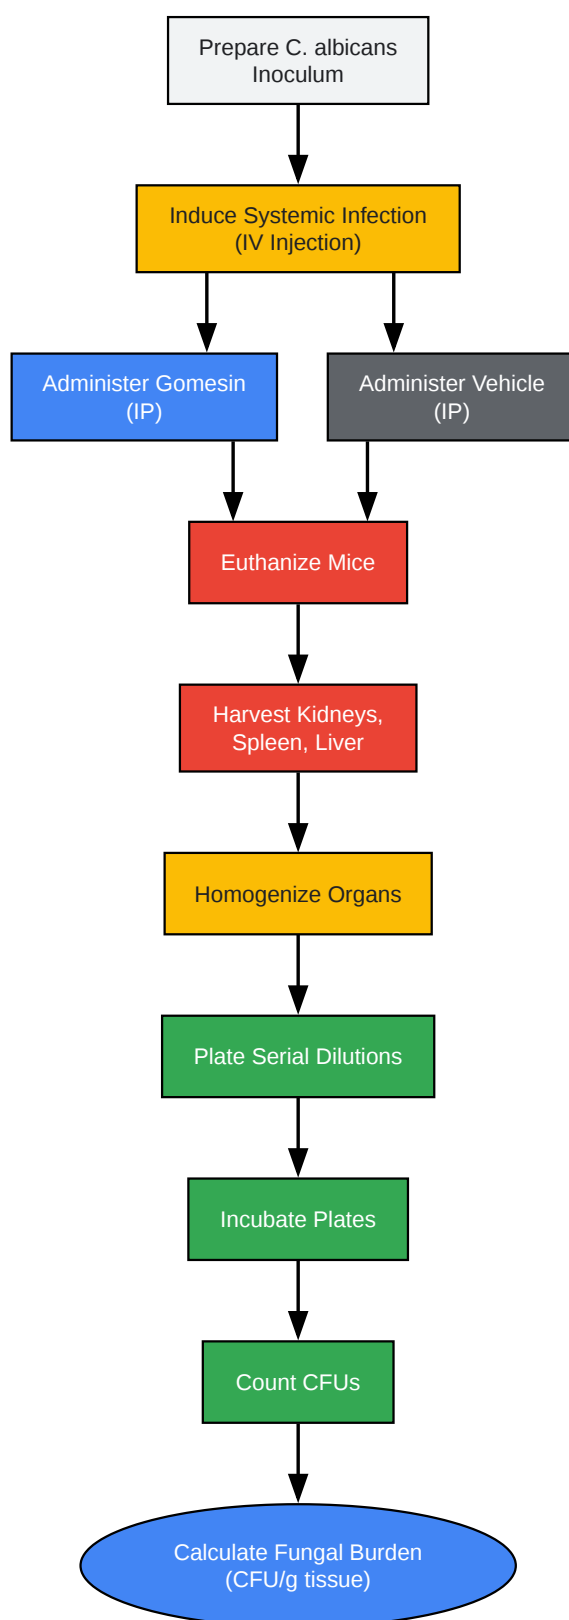 Prepare C. albicans
Inoculum
Induce Systemic Infection
(IV Injection)
Administer Gomesin
(IP)
Administer Vehicle
(IP)
Euthanize Mice
Harvest Kidneys,
Spleen, Liver
Homogenize Organs
Plate Serial Dilutions
Incubate Plates
Count CFUs
Calculate Fungal Burden
(CFU/g tissue)